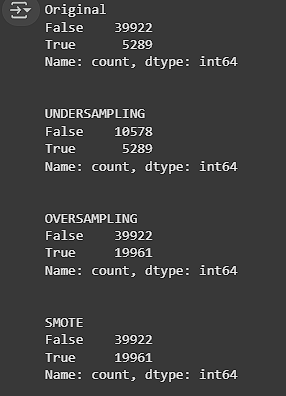 Original
False    39922
True      5289
Name: count, dtype: int64
UNDERSAMPLING
False    10578
True      5289
Name: count, dtype: int64
OVERSAMPLING
False    39922
True     19961
Name: count, dtype: int64
SMOTE
False    39922
True     19961
Name: count, dtype: int64